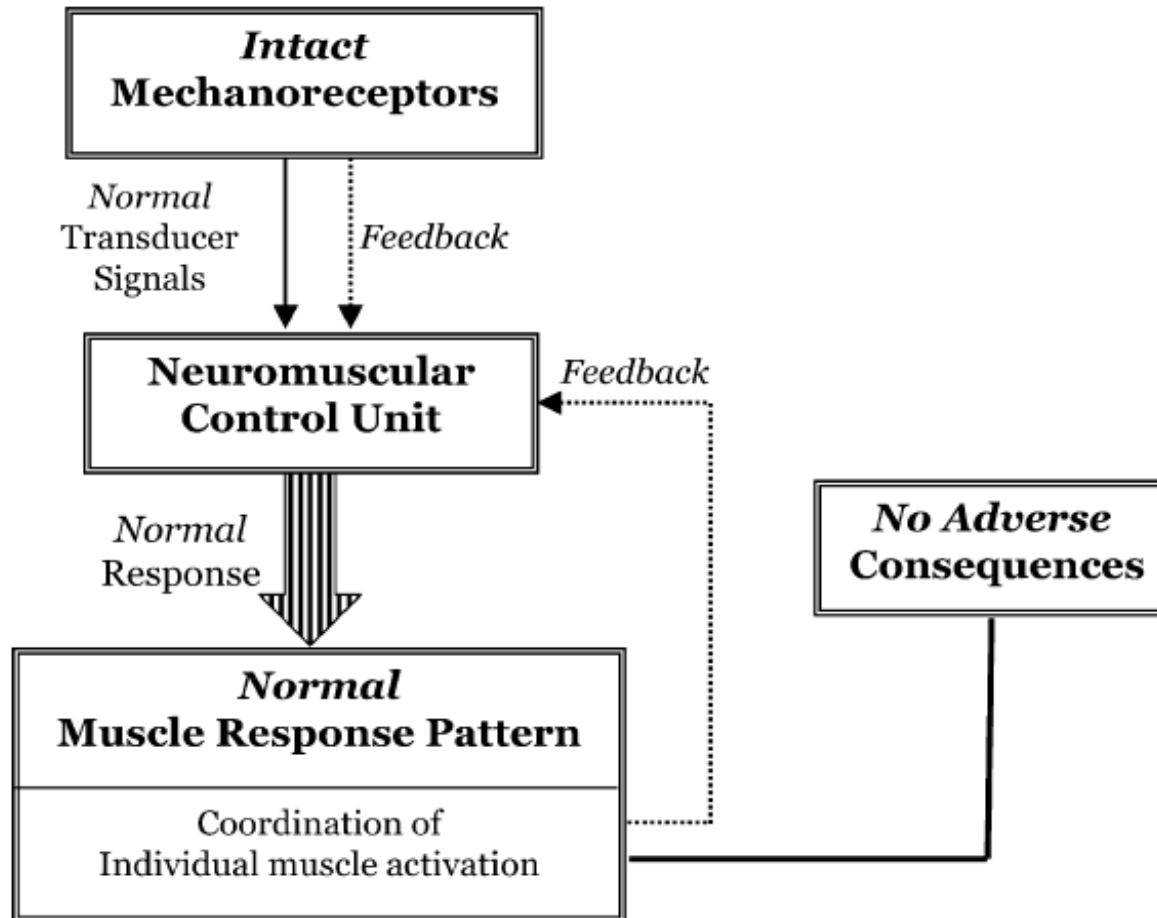 Intact
Mechanoreceptors
Normal
Transducer
Signals
Feedback
Neuromuscular
Control Unit
Feedback
Normal
Response
No Adverse
Consequences
Normal
Muscle Response Pattern
Coordination of
Individual muscle activation